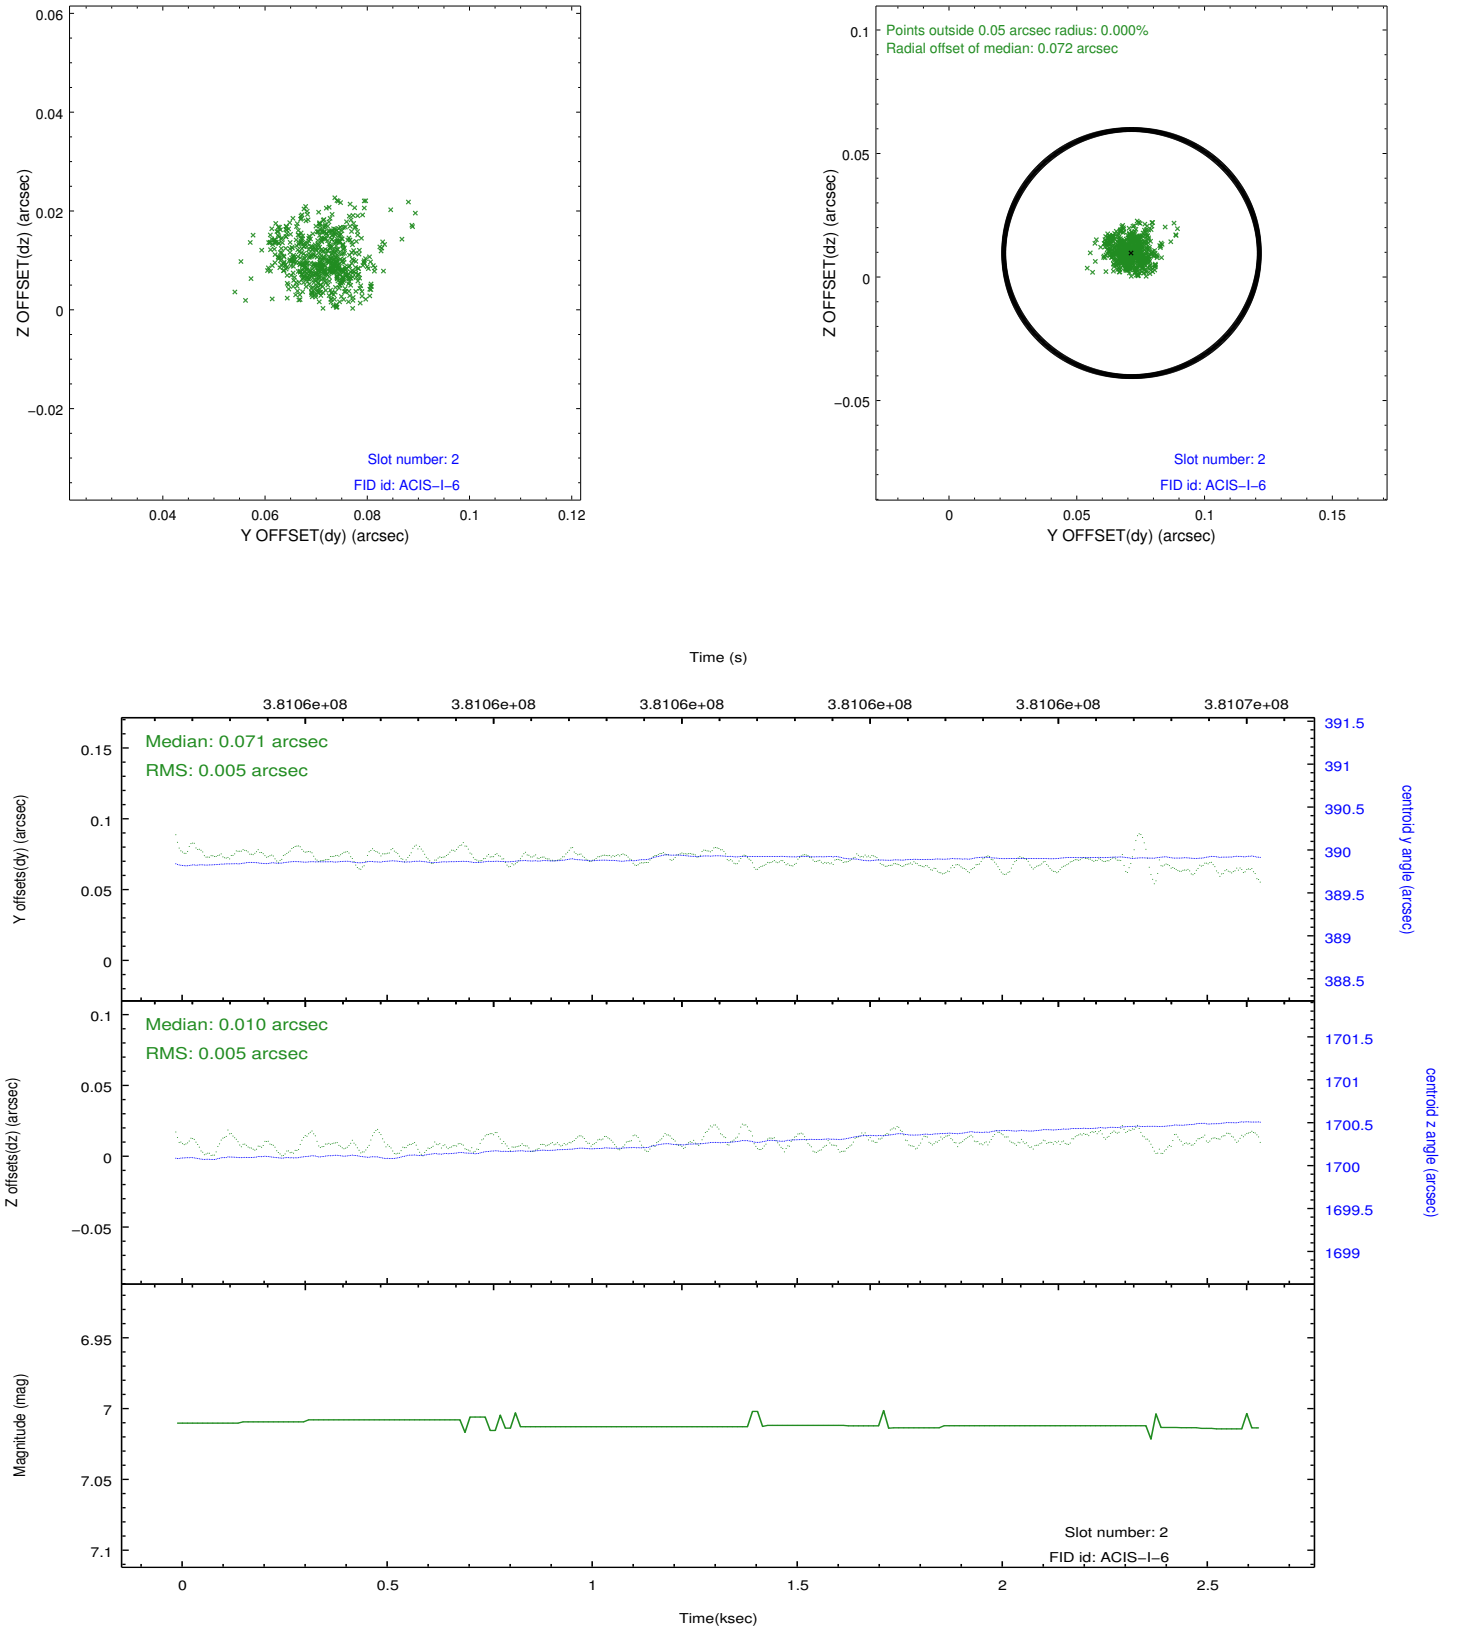 0.06
0.04
0.02
0
−0.02
Z OFFSET(dz) (arcsec)
Slot number: 2
FID id: ACIS−I−6
0.04 0.06 0.08 0.1 0.12
Y OFFSET(dy) (arcsec)
Points outside 0.05 arcsec radius: 0.000%
Radial offset of median: 0.072 arcsec
0.1
0.05
0
−0.05
Z OFFSET(dz) (arcsec)
Slot number: 2
FID id: ACIS−I−6
0 0.05 0.1 0.15
Y OFFSET(dy) (arcsec)
Time (s)
3.8106e+08 3.8106e+08 3.8106e+08 3.8106e+08 3.8106e+08 3.8107e+08
Median: 0.071 arcsec
RMS: 0.005 arcsec
0.15
0.1
0.05
0
Y offsets(dy) (arcsec)
391.5
391
390.5
390
389.5
389
388.5
centroid y angle (arcsec)
Median: 0.010 arcsec
RMS: 0.005 arcsec
0.1
0.05
0
−0.05
Z offsets(dz) (arcsec)
1701.5
1701
1700.5
1700
1699.5
1699
centroid z angle (arcsec)
6.95
7
7.05
7.1
Magnitude (mag)
Slot number: 2
FID id: ACIS−I−6
0 0.5 1 1.5 2 2.5
Time(ksec)